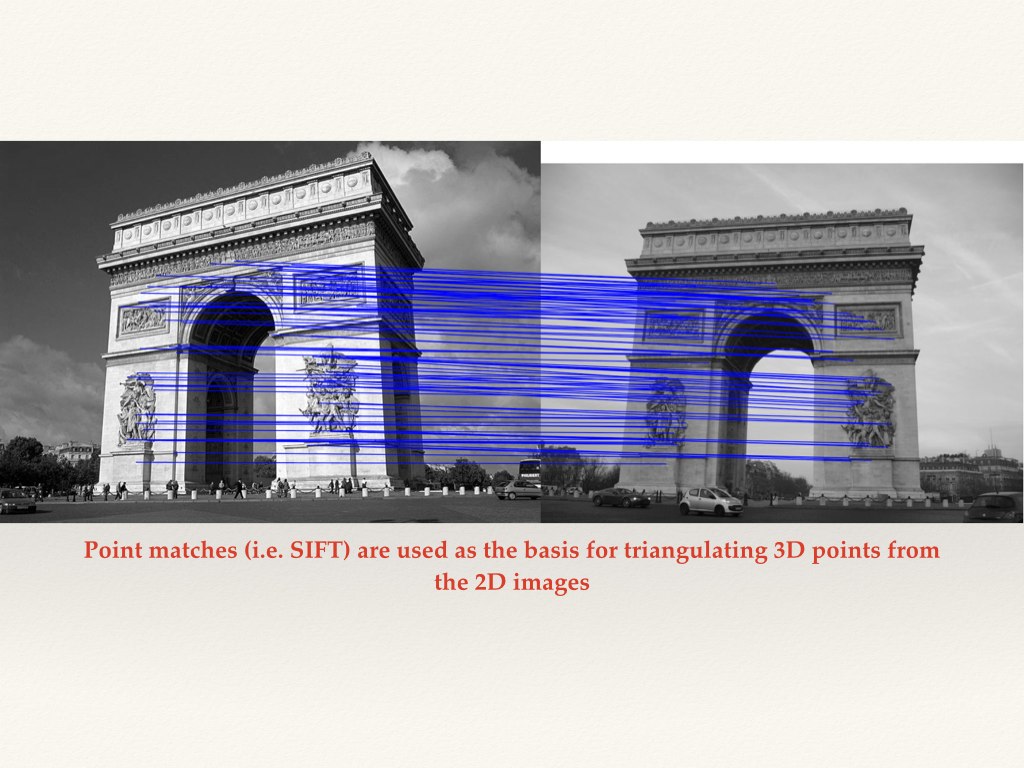 Point matches (i.e. SIFT) are used as the basis for triangulating 3D points from
the 2D images